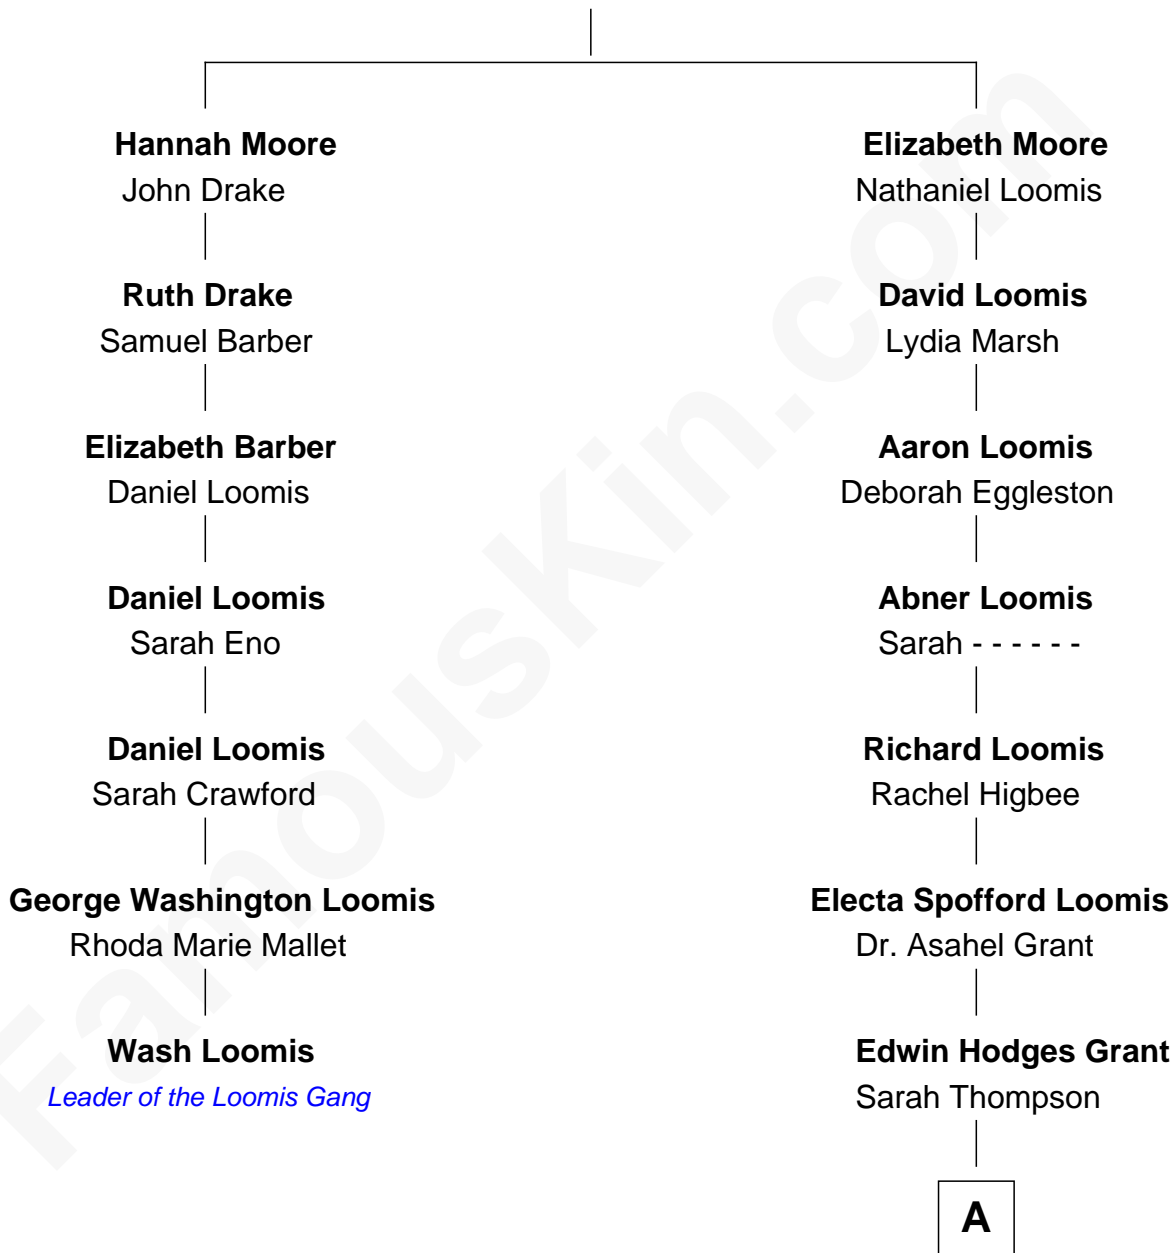 Hannah Moore
John Drake
Ruth Drake
Samuel Barber
Elizabeth Barber
Daniel Loomis
Daniel Loomis
Sarah Eno
Daniel Loomis
Sarah Crawford
George Washington Loomis
Rhoda Marie Mallet
Wash Loomis
Leader of the Loomis Gang
Elizabeth Moore
Nathaniel Loomis
David Loomis
Lydia Marsh
Aaron Loomis
Deborah Eggleston
Abner Loomis
Sarah - - - - - -
Richard Loomis
Rachel Higbee
Electa Spofford Loomis
Dr. Asahel Grant
Edwin Hodges Grant
Sarah Thompson
A
FamousKin.com